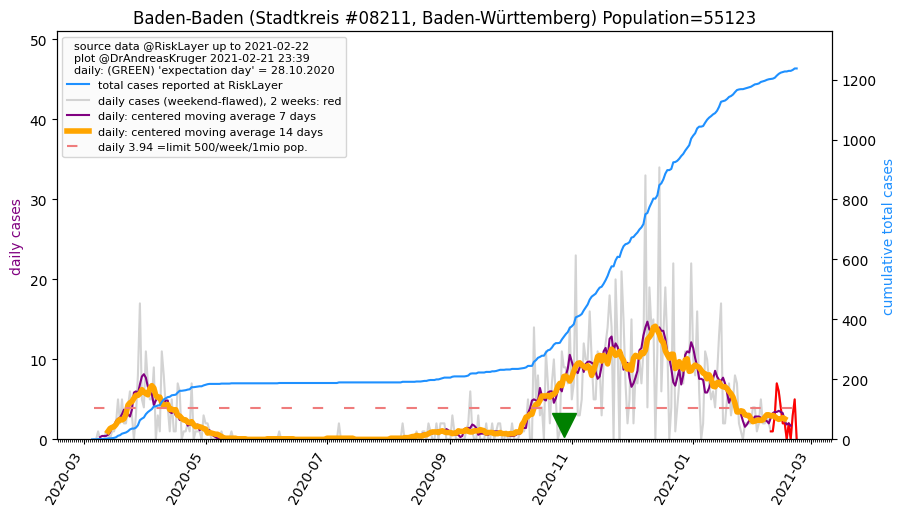 Baden-Baden (Stadtkreis #08211, Baden-Württemberg) Population=55123
source data @RiskLayer up to 2021-02-22
plot @DrAndreasKruger 2021-02-21 23:39
daily: (GREEN) 'expectation day' = 28.10.2020
total cases reported at RiskLayer
daily cases (weekend-flawed), 2 weeks: red
daily: centered moving average 7 days
daily: centered moving average 14 days
daily 3.94 =limit 500/week/1mio pop.
daily cases
50
40
30
20
10
0
cumulative total cases
1200
1000
800
600
400
200
0
2020-03
2020-05
2020-07
2020-09
2020-11
2021-01
2021-03